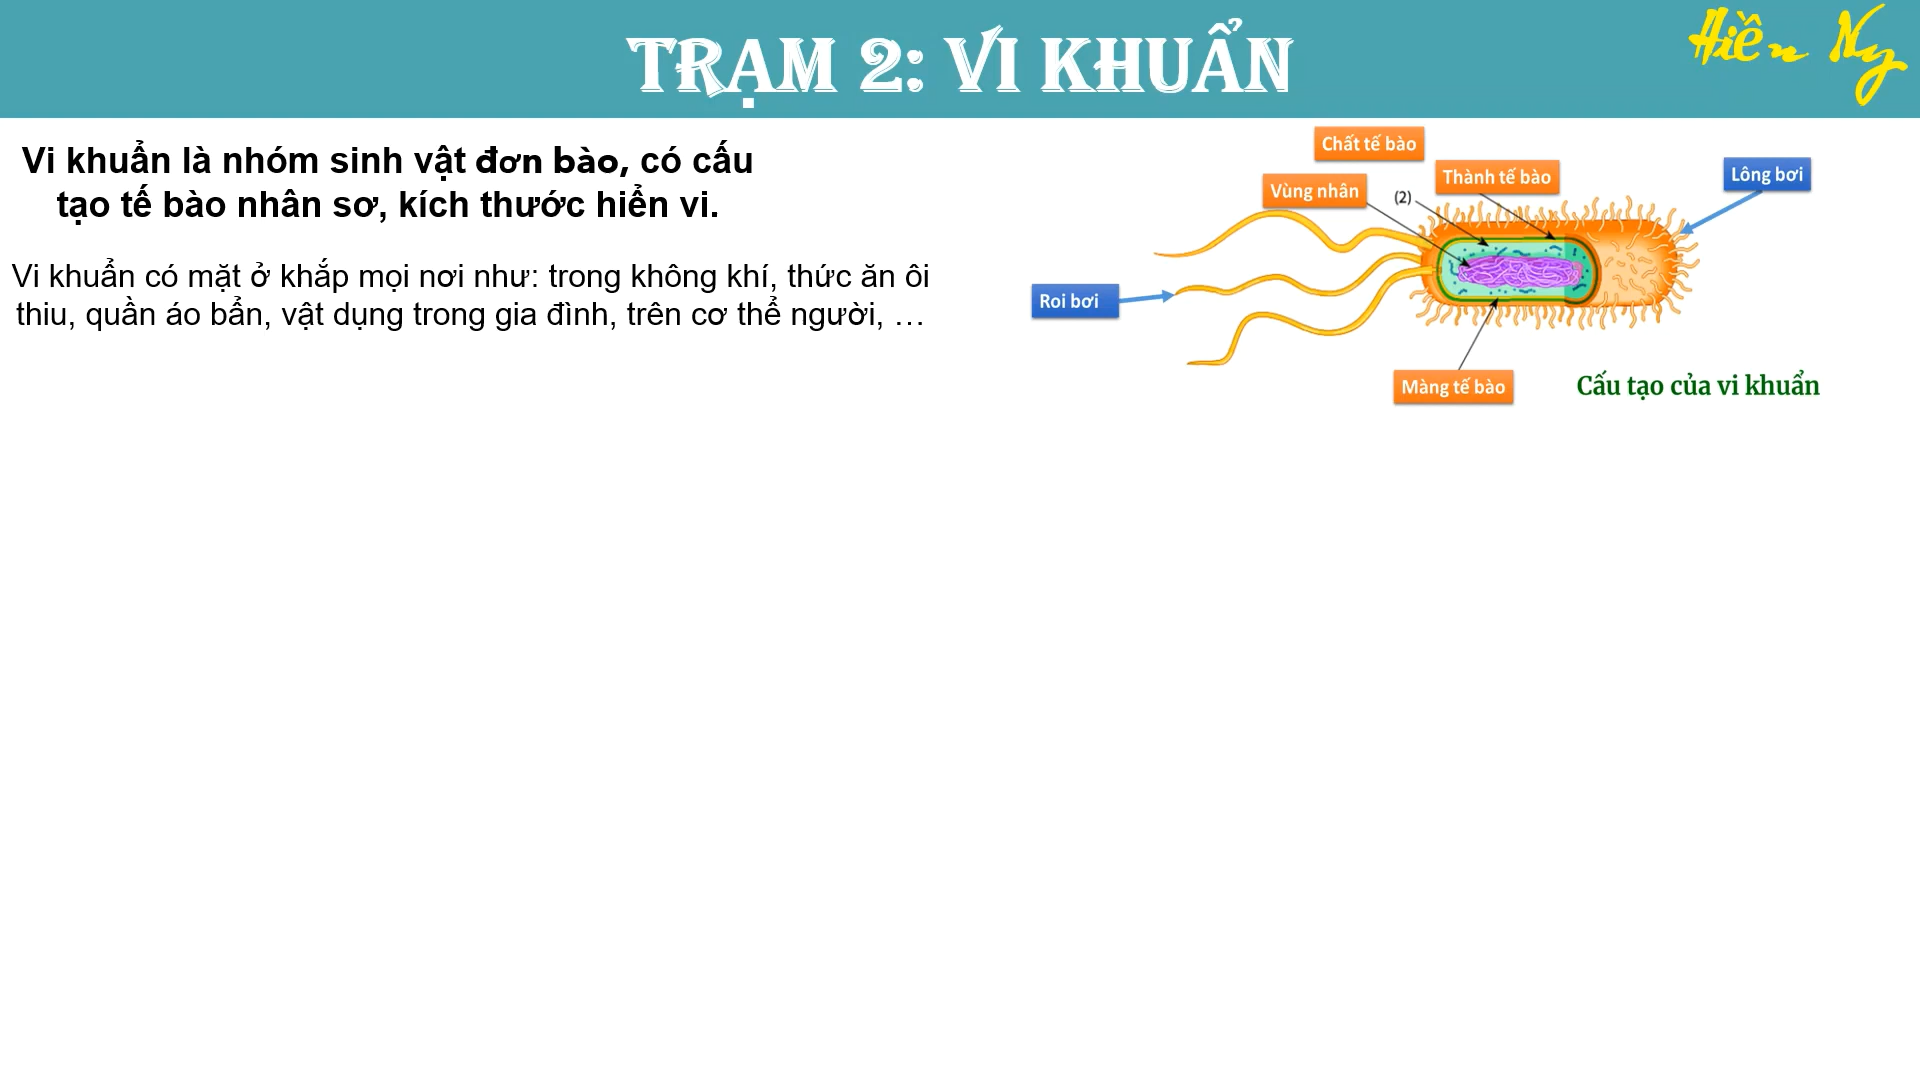 TRẠM 2: VI KHUẨN
Hiền Ny
Vi khuẩn là nhóm sinh vật đơn bào, có cấu
tạo tế bào nhân sơ, kích thước hiển vi.
Vi khuẩn có mặt ở khắp mọi nơi như: trong không khí, thức ăn ôi
thiu, quần áo bẩn, vật dụng trong gia đình, trên cơ thể người, …
Chất tế bào
Thành tế bào
Lông bơi
Vùng nhân
(2)
Roi bơi
Màng tế bào
Cấu tạo của vi khuẩn